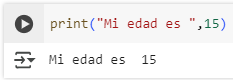 print("Mi edad es ",15)
Mi edad es  15